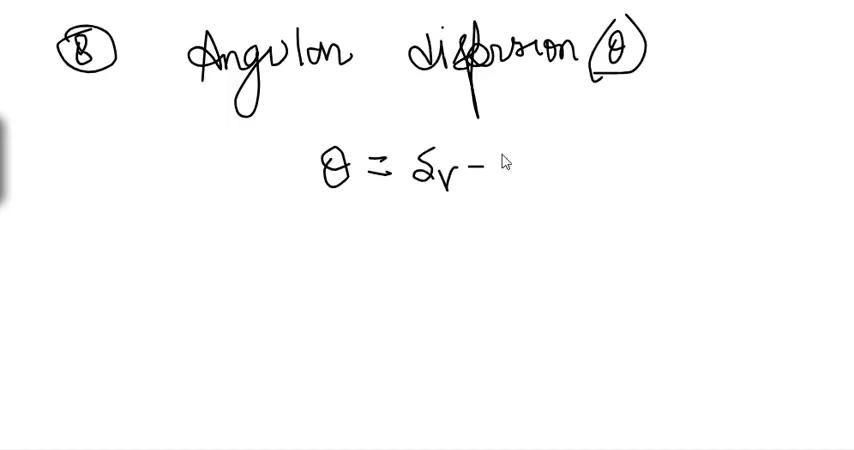 ⑧ Angular dispersion (θ)
θ = δv -